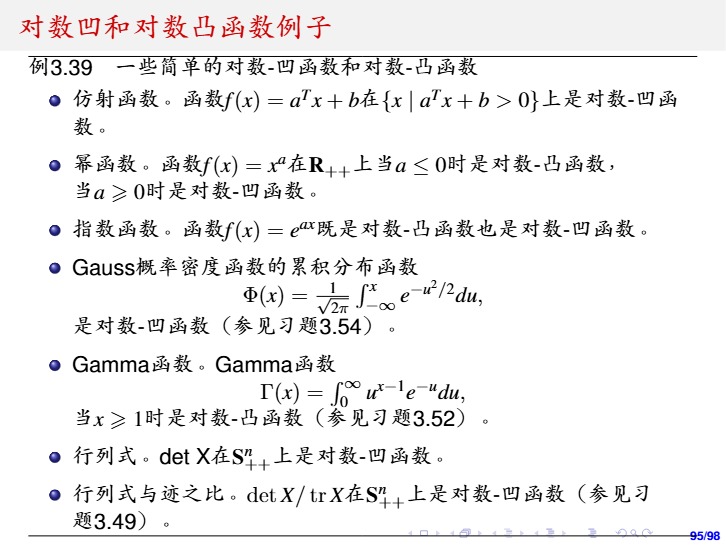 对数凹和对数凸函数例子
例3.39 一些简单的对数-凹函数和对数-凸函数
仿射函数。函数f(x) = aᵀx + b在{x | aᵀx + b > 0}上是对数-凹函
数。
幂函数。函数f(x) = xᵃ在R₊₊上当a ≤ 0时是对数-凸函数，
当a ⩾ 0时是对数-凹函数。
指数函数。函数f(x) = eᵃˣ既是对数-凸函数也是对数-凹函数。
Gauss概率密度函数的累积分布函数
Φ(x) = 1/√2π ∫_{−∞}^{x} e^{−u²/2}du,
是对数-凹函数（参见习题3.54）。
Gamma函数。Gamma函数
Γ(x) = ∫_0^∞ u^{x−1}e^{−u}du,
当x ⩾ 1时是对数-凸函数（参见习题3.52）。
行列式。det X在Sⁿ₊₊上是对数-凹函数。
行列式与迹之比。det X/ tr X在Sⁿ₊₊上是对数-凹函数（参见习
题3.49）。
95/98